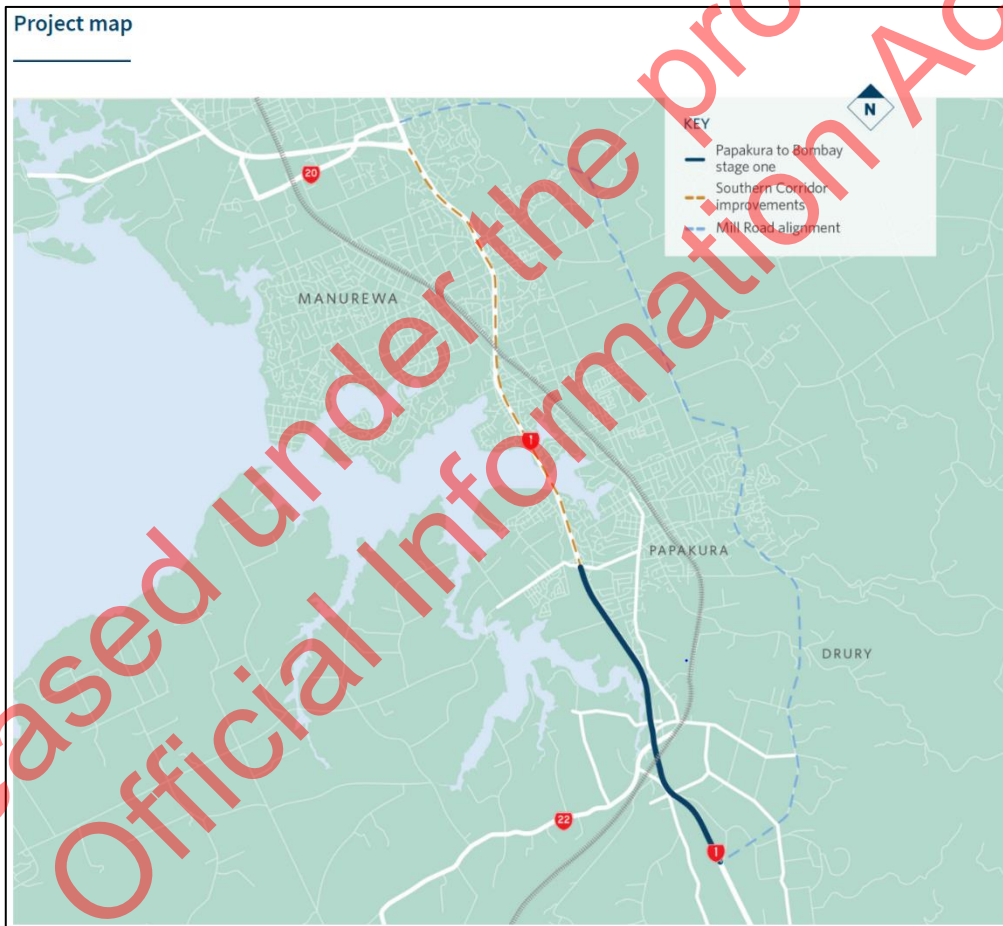 Project map
N
KEY
Papakura to Bombay
stage one
Southern Corridor
improvements
Mill Road alignment
20
MANUREWA
1
PAPAKURA
DRURY
22
1
ased under the pro
Official Information Ac